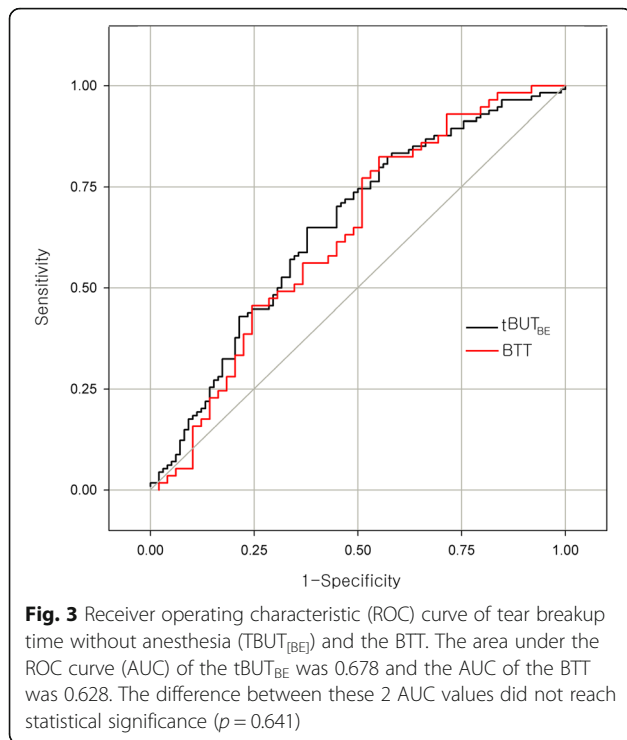 1.00
0.75
0.50
0.25
0.00
Sensitivity
tBUT_BE
BTT
0.00 0.25 0.50 0.75 1.00
1-Specificity
Fig. 3 Receiver operating characteristic (ROC) curve of tear breakup
time without anesthesia (TBUT[BE]) and the BTT. The area under the
ROC curve (AUC) of the tBUTBE was 0.678 and the AUC of the BTT
was 0.628. The difference between these 2 AUC values did not reach
statistical significance (p = 0.641)